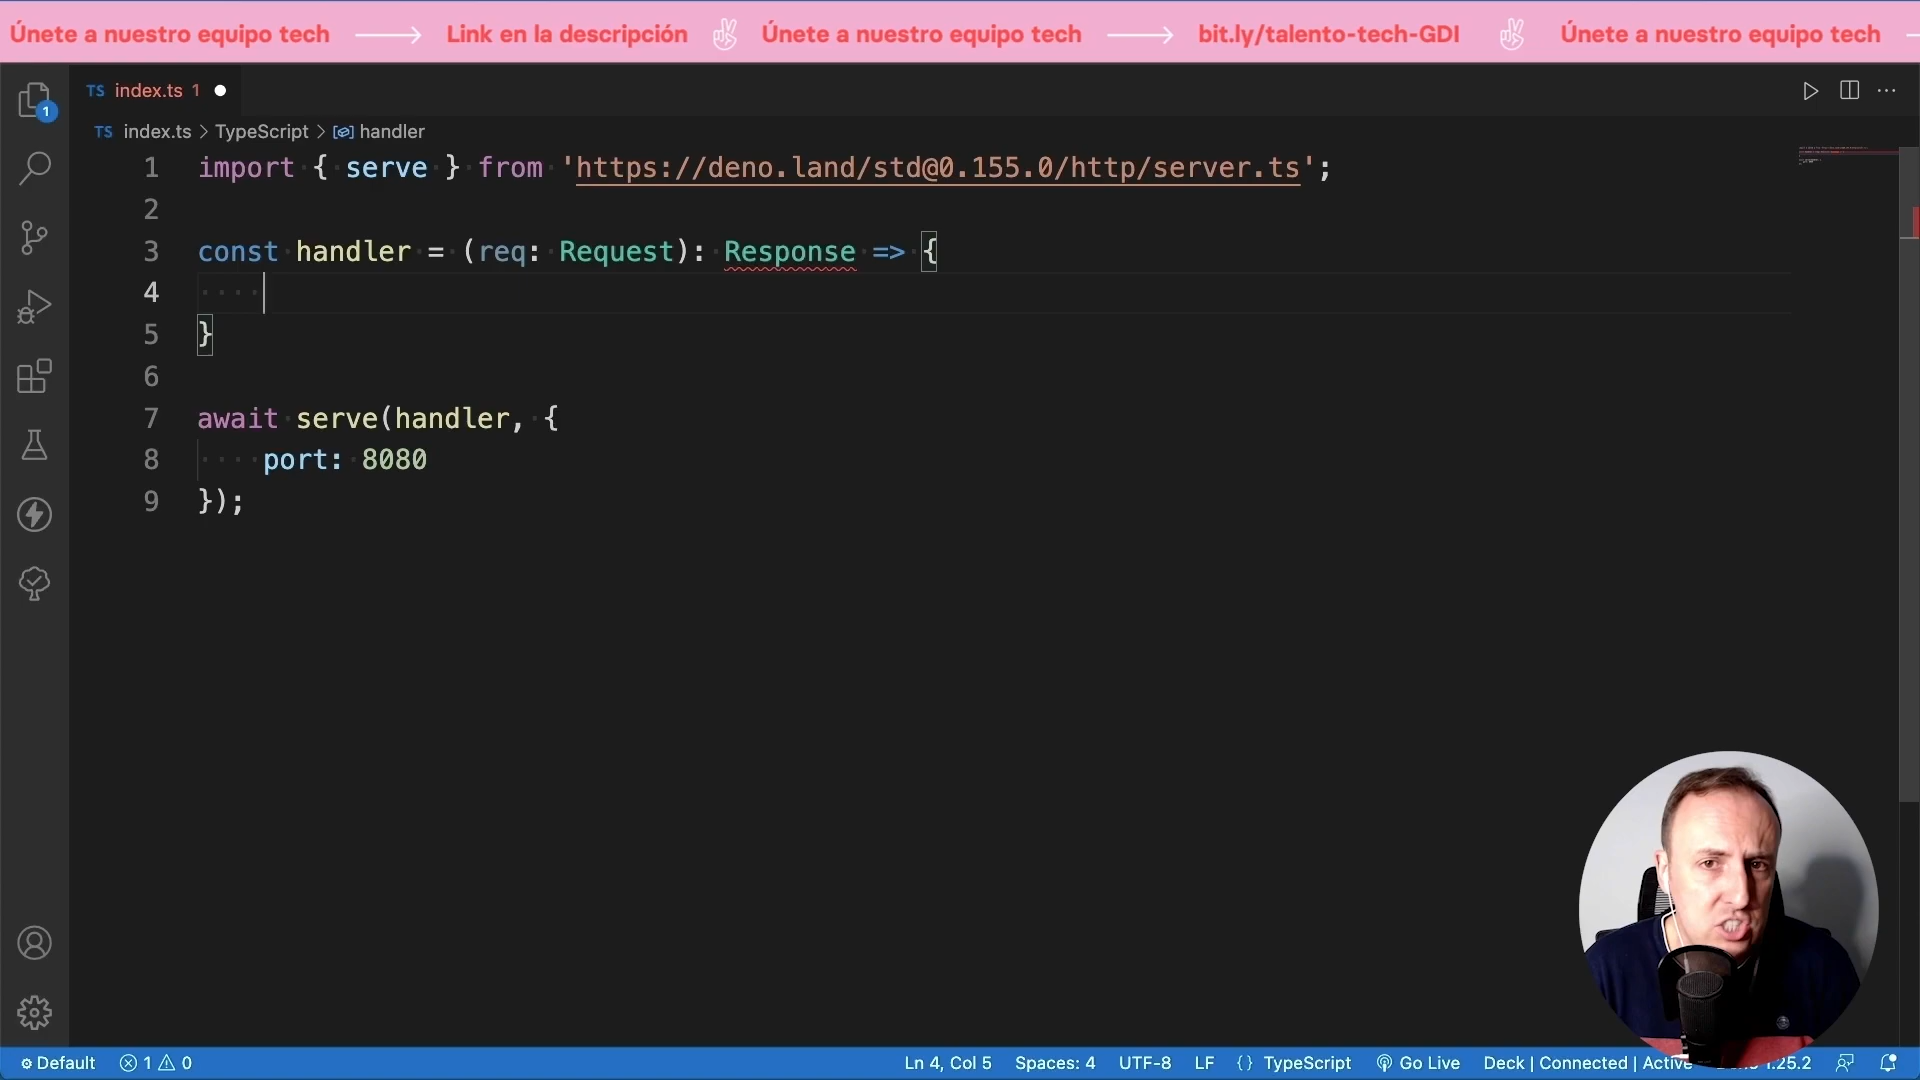 Únete a nuestro equipo tech → Link en la descripción Únete a nuestro equipo tech → bit.ly/talento-tech-GDI Únete a nuestro equipo tech
1
TS index.ts 1
TS index.ts > TypeScript > handler
1 import { serve } from 'https://deno.land/std@0.155.0/http/server.ts';
2
3 const handler = (req: Request): Response => {
4
5 }
6
7 await serve(handler, {
8 port: 8080
9 });
Default 1 0 Ln 4, Col 5 Spaces: 4 UTF-8 LF {} TypeScript Go Live Deck | Connected | Active 1.25.2